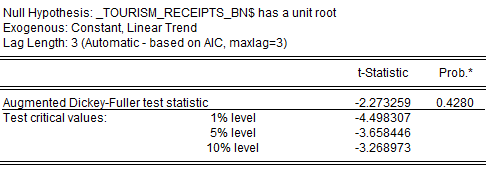 Null Hypothesis: _TOURISM_RECEIPTS_BN$ has a unit root
Exogenous: Constant, Linear Trend
Lag Length: 3 (Automatic - based on AIC, maxlag=3)
t-Statistic Prob.*
Augmented Dickey-Fuller test statistic -2.273259 0.4280
Test critical values: 1% level -4.498307
5% level -3.658446
10% level -3.268973